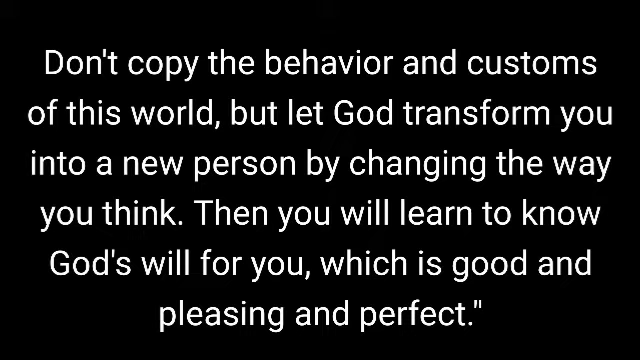 Don't copy the behavior and customs
of this world, but let God transform you
into a new person by changing the way
you think. Then you will learn to know
God's will for you, which is good and
pleasing and perfect."